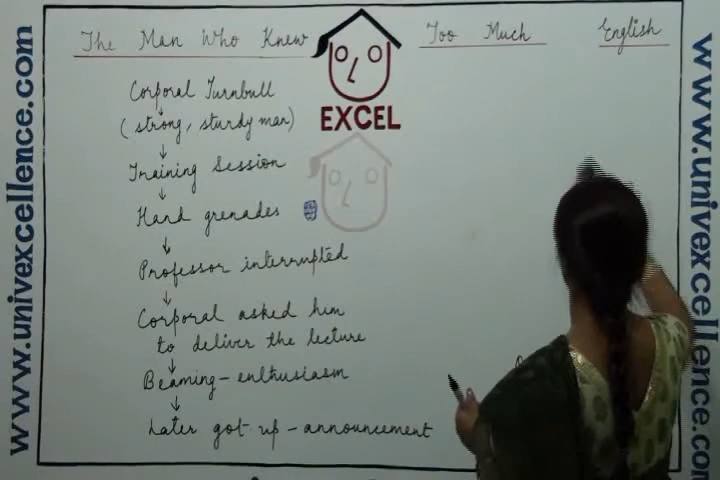 The Man Who Knew Too Much English
EXCEL
Corporal Turnbull
(strong, sturdy man)
↓
Training Session
↓
Hand grenades
↓
Professor interrupted
↓
Corporal asked him
to deliver the lecture
↓
Beaming - enthusiasm
↓
Later got up - announcement
www.univexcellence.com
www.univexcellence.com